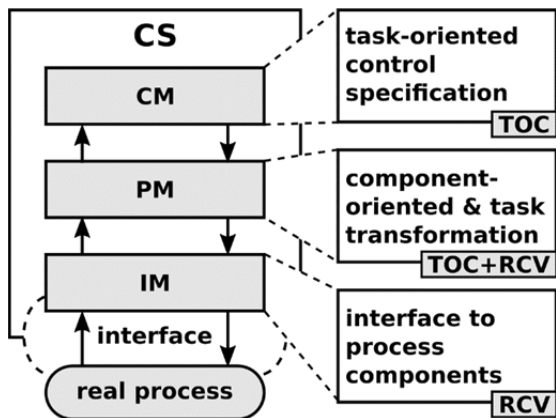 CS
CM
PM
IM
interface
real process
task-oriented
control
specification
TOC
component-
oriented & task
transformation
TOC+RCV
interface to
process
components
RCV